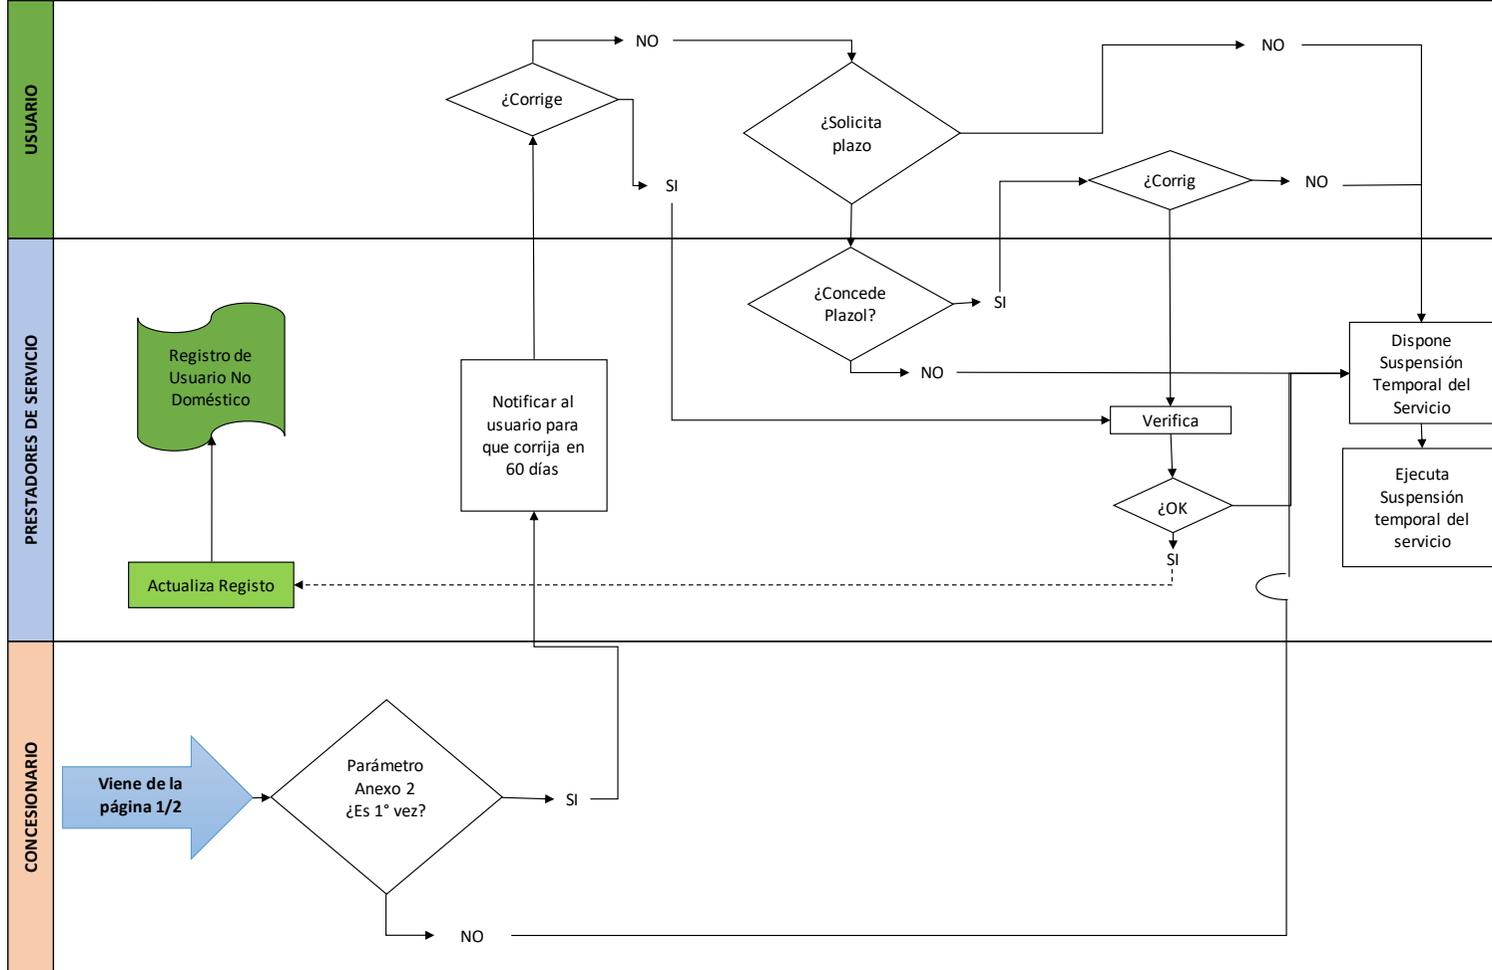 USUARIO
NO
NO
¿Corrige
¿Solicita
plazo
SI
¿Corrig
NO
PRESTADORES DE SERVICIO
¿Concede
Plazol?
SI
NO
Registro de
Usuario No
Doméstico
Notificar al
usuario para
que corrija en
60 días
Dispone
Suspensión
Temporal del
Servicio
Verifica
¿OK
SI
Ejecuta
Suspensión
temporal del
servicio
Actualiza Registo
CONCESIONARIO
Viene de la
página 1/2
Parámetro
Anexo 2
¿Es 1° vez?
SI
NO